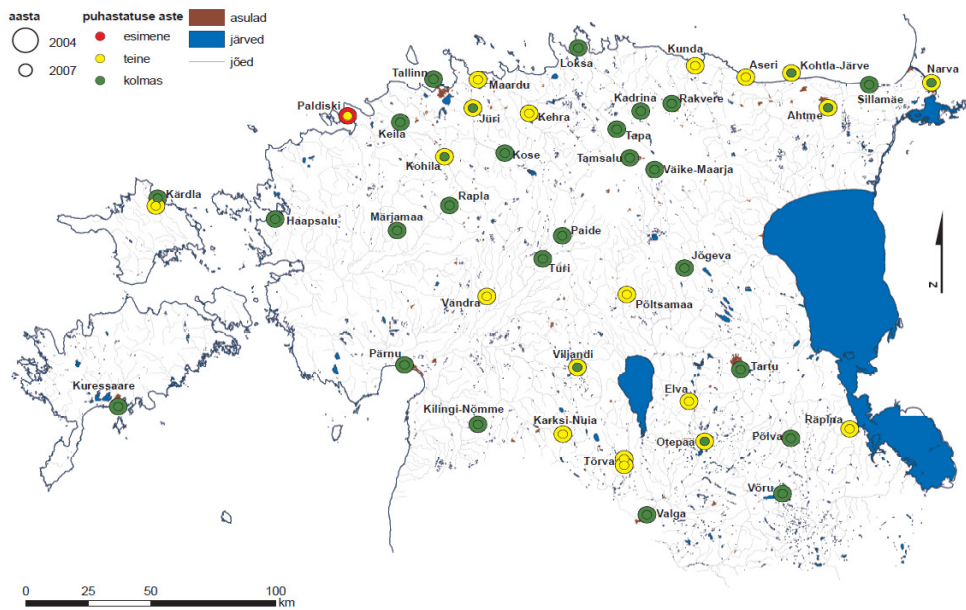 aasta
2004
2007
puhastatuse aste
esimene
teine
kolmas
asulad
järved
jõed
Loksa
Kunda
Tallinn
Maardu
Aseri
Kohtla-Järve
Narva
Sillamäe
Paldiski
Keila
Jüri
Kehra
Kadrina
Rakvere
Ahtme
Tapa
Kohila
Kose
Tamsalu
Väike-Maarja
Kärdla
Haapsalu
Rapla
Märjamaa
Paide
Türi
Jõgeva
Vändra
Põltsamaa
Pärnu
Viljandi
Tartu
Kuressaare
Elva
Kilingi-Nõmme
Karksi-Nuia
Otepää
Põlva
Räpina
Tõrva
Võru
Valga
N
0
25
50
100
km